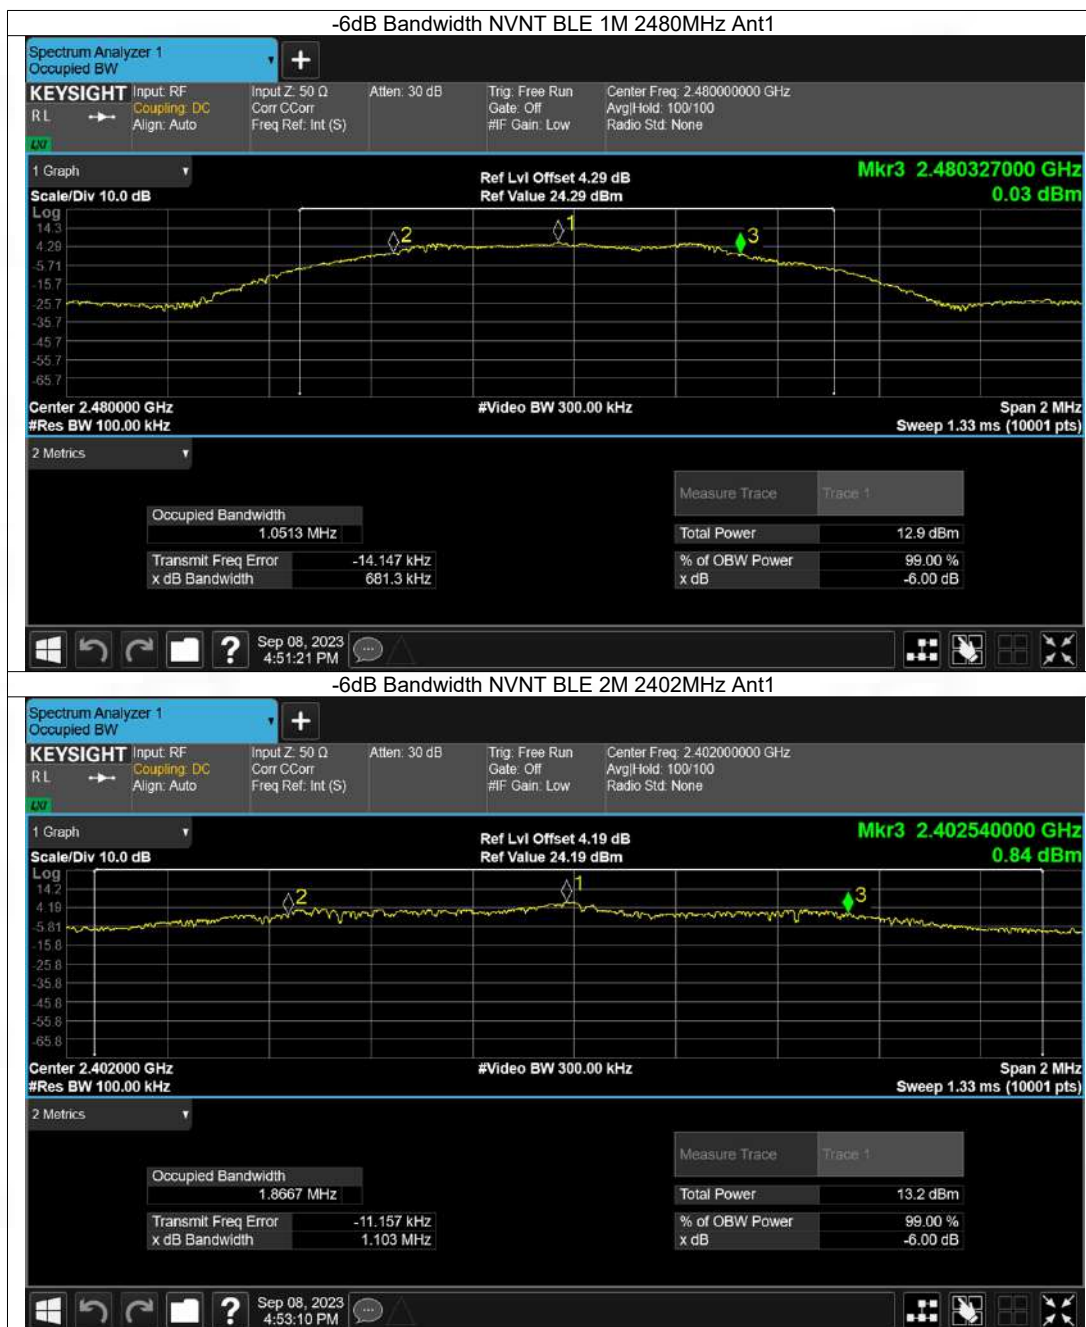 -6dB Bandwidth NVNT BLE 1M 2480MHz Ant1
Spectrum Analyzer 1
Occupied BW
+
KEYSIGHT Input: RF Input Z: 50 Ω Atten: 30 dB Trig: Free Run Center Freq: 2.480000000 GHz
RL Coupling: DC Corr CCorr Gate: Off Avg|Hold: 100/100
Align: Auto Freq Ref: Int (S) #IF Gain: Low Radio Std: None
LXI
1 Graph Ref Lvl Offset 4.29 dB Mkr3 2.480327000 GHz
Scale/Div 10.0 dB Ref Value 24.29 dBm 0.03 dBm
Log
14.3
4.29
-5.71
-15.7
-25.7
-35.7
-45.7
-55.7
-65.7
2 1 3
Center 2.480000 GHz #Video BW 300.00 kHz Span 2 MHz
#Res BW 100.00 kHz Sweep 1.33 ms (10001 pts)
2 Metrics
Measure Trace Trace 1
Occupied Bandwidth
1.0513 MHz Total Power 12.9 dBm
Transmit Freq Error -14.147 kHz % of OBW Power 99.00 %
x dB Bandwidth 681.3 kHz x dB -6.00 dB
? Sep 08, 2023
4:51:21 PM
-6dB Bandwidth NVNT BLE 2M 2402MHz Ant1
Spectrum Analyzer 1
Occupied BW
+
KEYSIGHT Input: RF Input Z: 50 Ω Atten: 30 dB Trig: Free Run Center Freq: 2.402000000 GHz
RL Coupling: DC Corr CCorr Gate: Off Avg|Hold: 100/100
Align: Auto Freq Ref: Int (S) #IF Gain: Low Radio Std: None
LXI
1 Graph Ref Lvl Offset 4.19 dB Mkr3 2.402540000 GHz
Scale/Div 10.0 dB Ref Value 24.19 dBm 0.84 dBm
Log
14.2
4.19
-5.81
-15.8
-25.8
-35.8
-45.8
-55.8
-65.8
2 1 3
Center 2.402000 GHz #Video BW 300.00 kHz Span 2 MHz
#Res BW 100.00 kHz Sweep 1.33 ms (10001 pts)
2 Metrics
Measure Trace Trace 1
Occupied Bandwidth
1.8667 MHz Total Power 13.2 dBm
Transmit Freq Error -11.157 kHz % of OBW Power 99.00 %
x dB Bandwidth 1.103 MHz x dB -6.00 dB
? Sep 08, 2023
4:53:10 PM